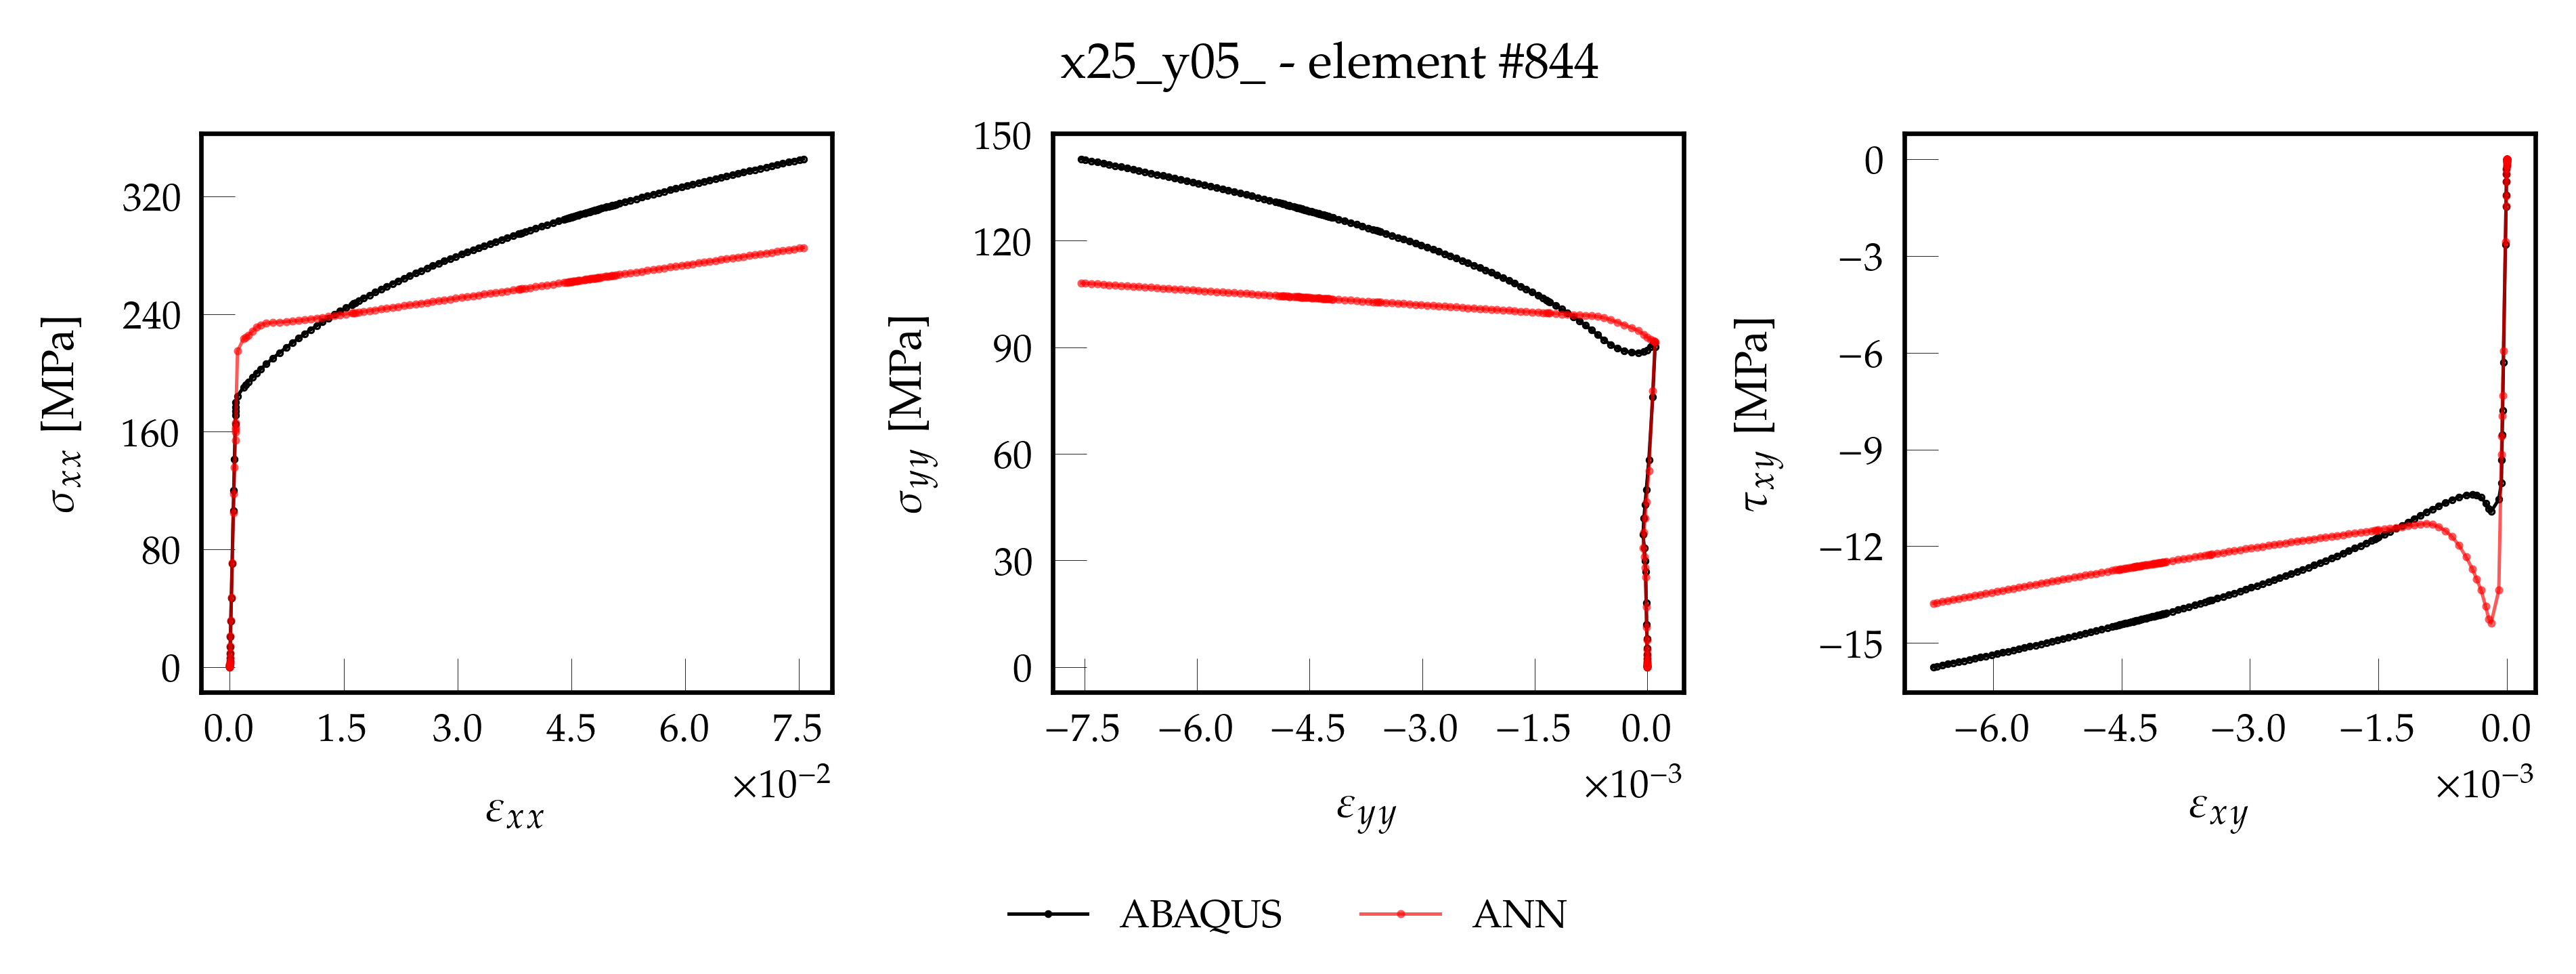 x25_y05_ - element #844
σxx [MPa]
320
240
160
80
0
0.0 1.5 3.0 4.5 6.0 7.5
×10−2
εxx
σyy [MPa]
150
120
90
60
30
0
−7.5 −6.0 −4.5 −3.0 −1.5 0.0
×10−3
εyy
τxy [MPa]
0
−3
−6
−9
−12
−15
−6.0 −4.5 −3.0 −1.5 0.0
×10−3
εxy
ABAQUS ANN